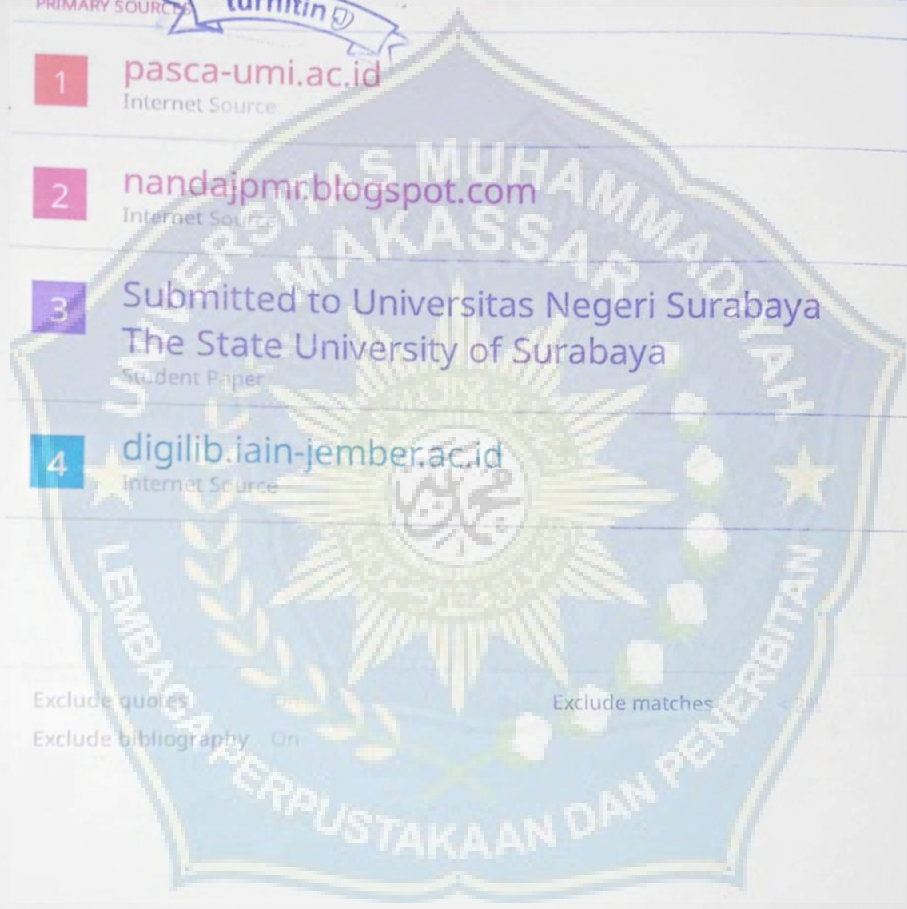 PRIMARY SOURCES
turnitin
1
pasca-umi.ac.id
Internet Source
2
nandajpmr.blogspot.com
Internet Source
3
Submitted to Universitas Negeri Surabaya
The State University of Surabaya
Student Paper
4
digilib.iain-jember.ac.id
Internet Source
Exclude quotes
Exclude matches
Exclude bibliography On
UNIVERSITAS MUHAMMADIYAH
MAKASSAR
LEMBAGA PERPUSTAKAAN DAN PENERBITAN